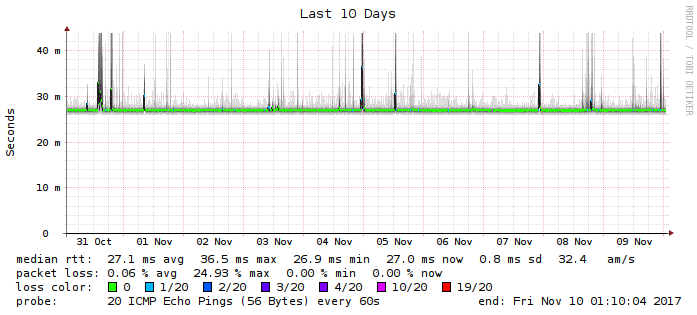 Last 10 Days
RRDTOOL / TOBI OETIKER
Seconds
40 m
30 m
20 m
10 m
0
31 Oct 01 Nov 02 Nov 03 Nov 04 Nov 05 Nov 06 Nov 07 Nov 08 Nov 09 Nov
median rtt: 27.1 ms avg 36.5 ms max 26.9 ms min 27.0 ms now 0.8 ms sd 32.4 am/s
packet loss: 0.06 % avg 24.93 % max 0.00 % min 0.00 % now
loss color: 0 1/20 2/20 3/20 4/20 10/20 19/20
probe: 20 ICMP Echo Pings (56 Bytes) every 60s end: Fri Nov 10 01:10:04 2017